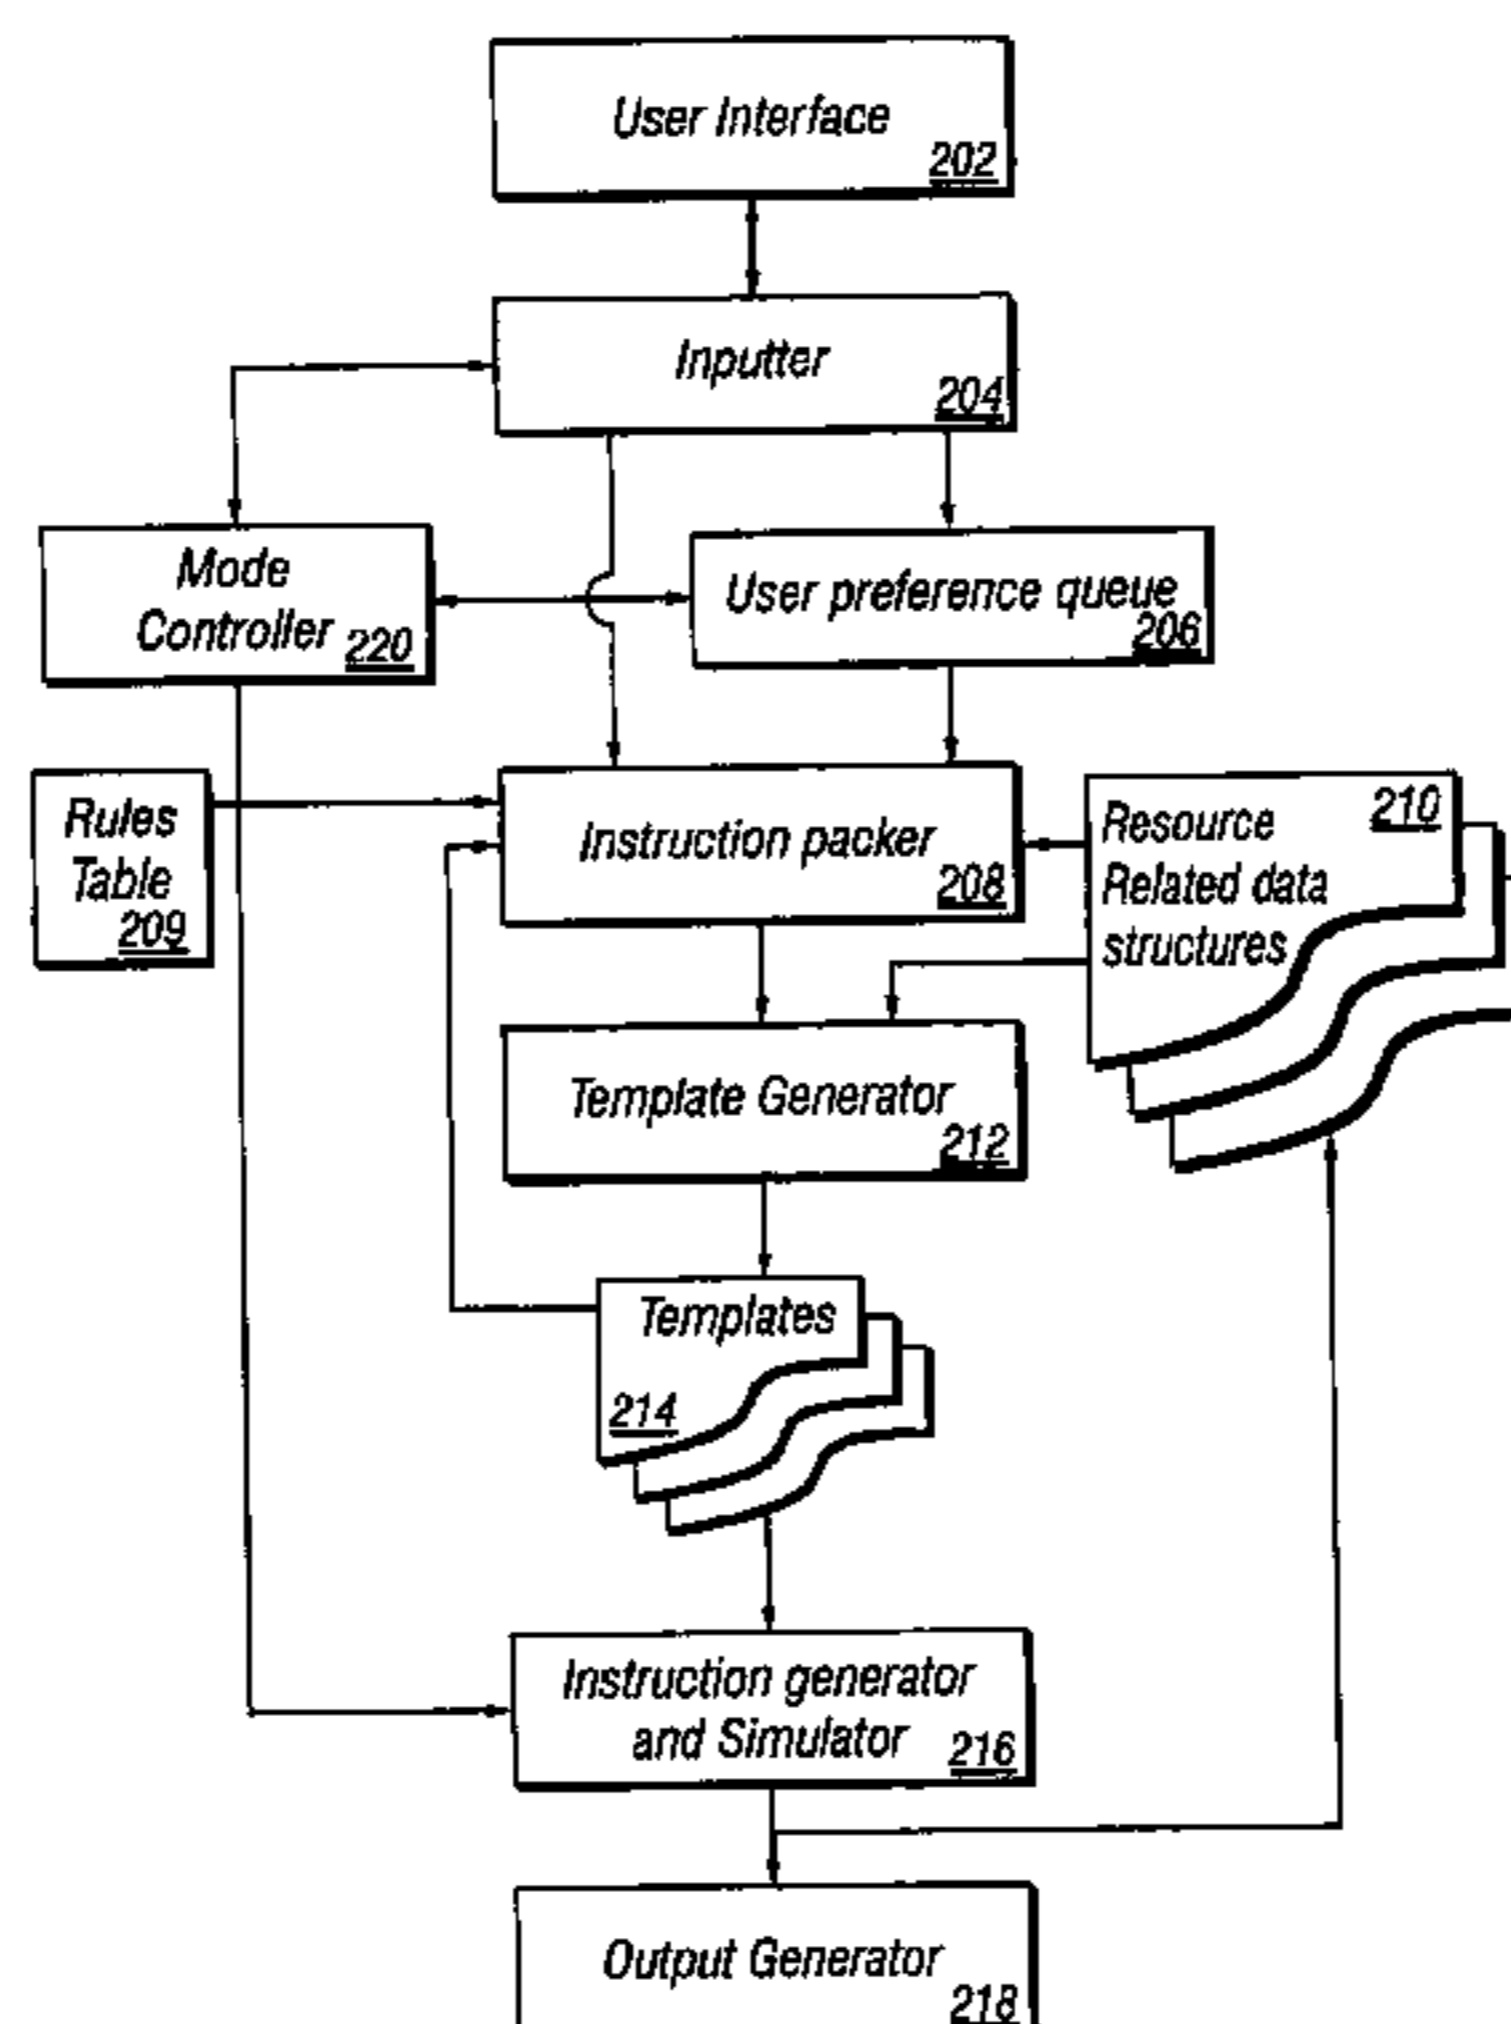 User Interface
202
Inputter
204
Mode
Controller 220
User preference queue
206
Rules
Table
209
Instruction packer
208
210
Resource
Related data
structures
Template Generator
212
Templates
214
Instruction generator
and Simulator 216
Output Generator
218